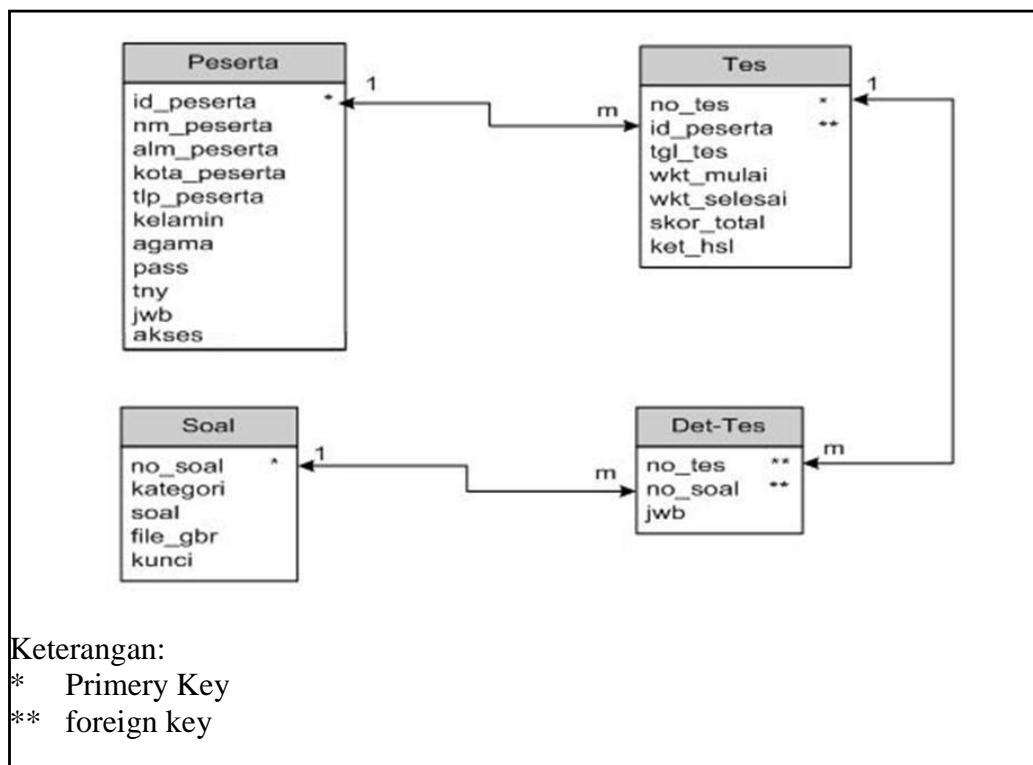 Peserta
id_peserta *
nm_peserta
alm_peserta
kota_peserta
tlp_peserta
kelamin
agama
pass
tny
jwb
akses
1
m
Tes
no_tes *
id_peserta **
tgl_tes
wkt_mulai
wkt_selesai
skor_total
ket_hsl
1
Soal
no_soal *
kategori
soal
file_gbr
kunci
1
m
Det-Tes
no_tes **
no_soal **
jwb
m
Keterangan:
* Primery Key
** foreign key